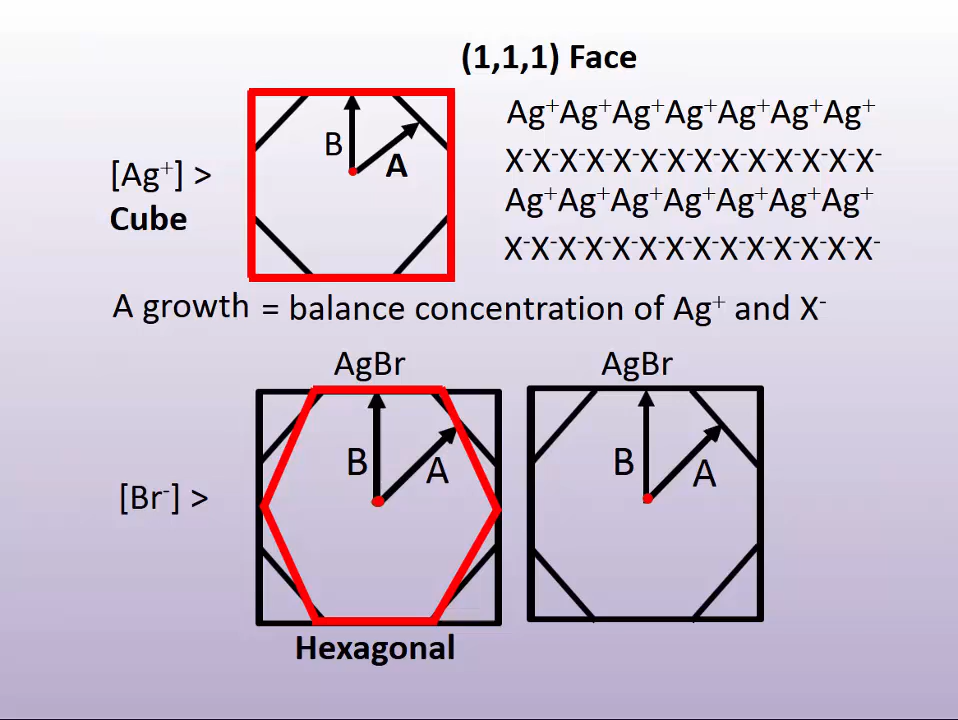 (1,1,1) Face
Ag⁺Ag⁺Ag⁺Ag⁺Ag⁺Ag⁺Ag⁺
X⁻X⁻X⁻X⁻X⁻X⁻X⁻X⁻X⁻X⁻X⁻X⁻X⁻X⁻
Ag⁺Ag⁺Ag⁺Ag⁺Ag⁺Ag⁺Ag⁺
X⁻X⁻X⁻X⁻X⁻X⁻X⁻X⁻X⁻X⁻X⁻X⁻X⁻X⁻
B
A
[Ag⁺] >
Cube
A growth = balance concentration of Ag⁺ and X⁻
AgBr
AgBr
B
A
B
A
[Br⁻] >
Hexagonal